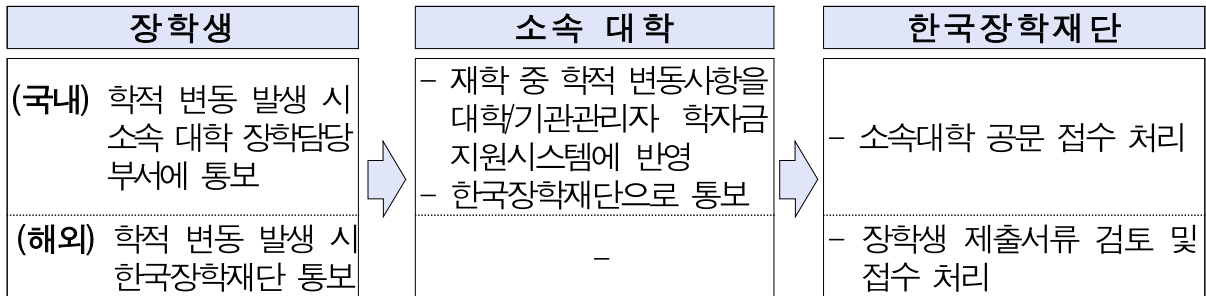 장학생
소속 대학
한국장학재단
(국내) 학적 변동 발생 시
소속 대학 장학담당
부서에 통보
– 재학 중 학적 변동사항을
대학/기관관리자 학자금
지원시스템에 반영
– 한국장학재단으로 통보
– 소속대학 공문 접수 처리
(해외) 학적 변동 발생 시
한국장학재단 통보
–
– 장학생 제출서류 검토 및
접수 처리